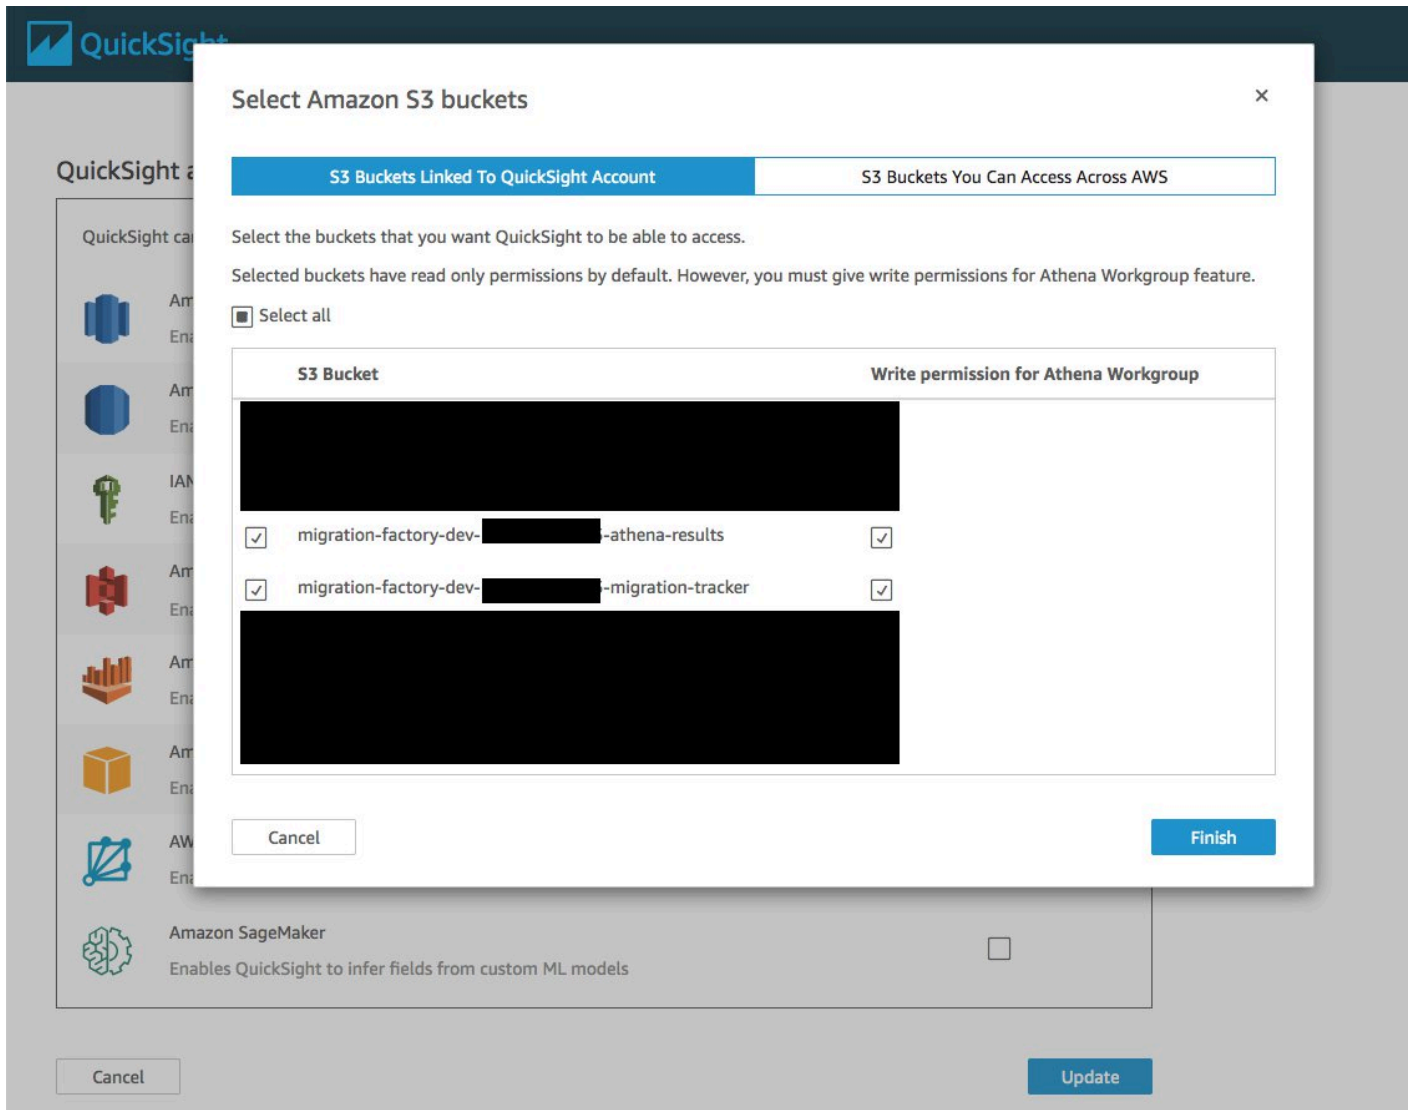 QuickSight
Select Amazon S3 buckets
S3 Buckets Linked To QuickSight Account
S3 Buckets You Can Access Across AWS
QuickSight
QuickSight
Select the buckets that you want QuickSight to be able to access.
Selected buckets have read only permissions by default. However, you must give write permissions for Athena Workgroup feature.
Select all
S3 Bucket
Write permission for Athena Workgroup
migration-factory-dev- -athena-results
migration-factory-dev- -migration-tracker
Cancel
Finish
Amazon SageMaker
Enables QuickSight to infer fields from custom ML models
Cancel
Update